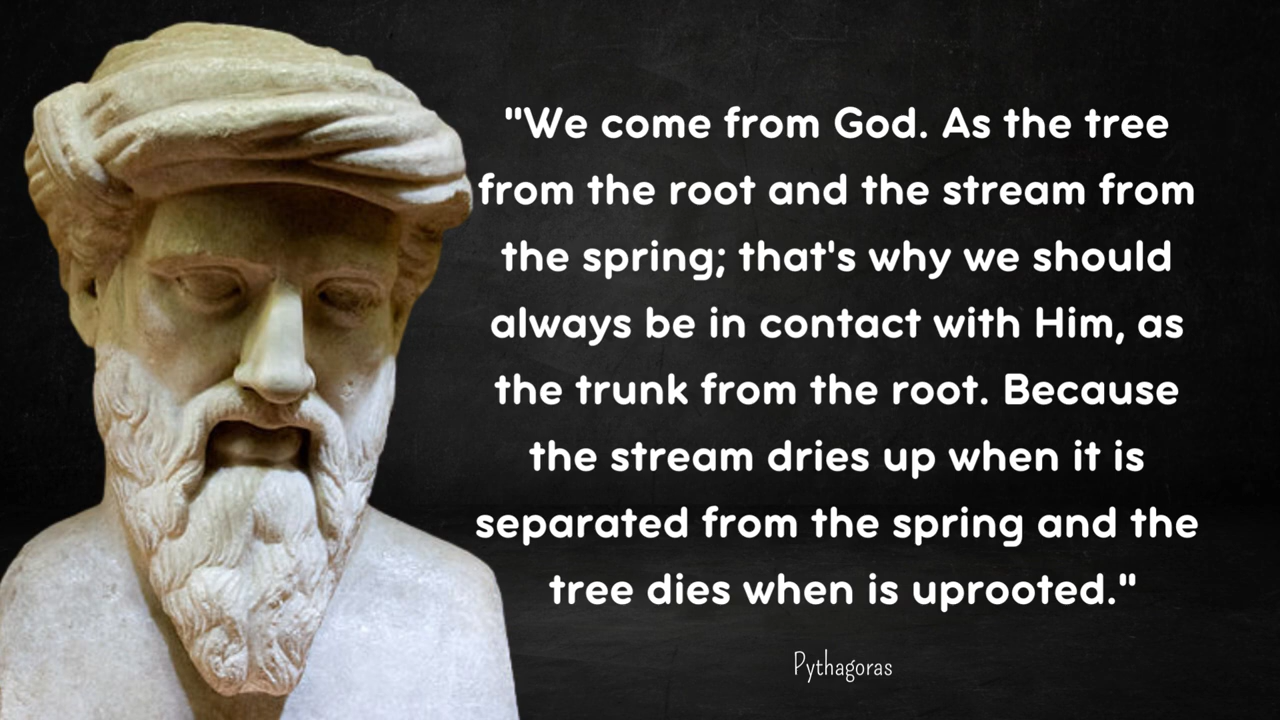 "We come from God. As the tree
from the root and the stream from
the spring; that's why we should
always be in contact with Him, as
the trunk from the root. Because
the stream dries up when it is
separated from the spring and the
tree dies when is uprooted."
Pythagoras